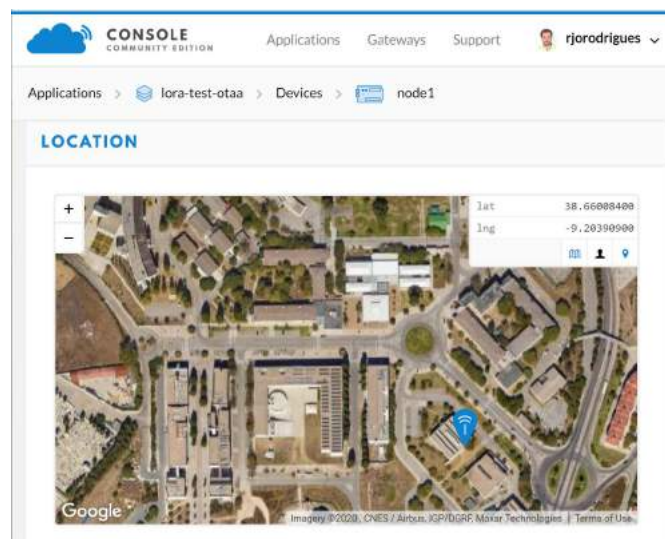 CONSOLE
COMMUNITY EDITION
Applications Gateways Support rjorodrigues
Applications > lora-test-otaa > Devices > node1
LOCATION
+
−
lat 38.66008400
lng -9.20390900
Google
Imagery ©2020 , CNES / Airbus, IGP/DGRF, Maxar Technologies | Terms of Use